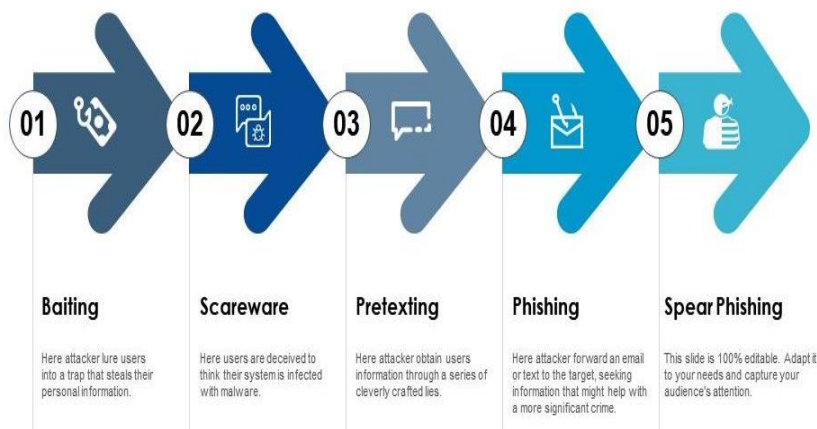 01
02
03
04
05
Baiting
Here attacker lure users
into a trap that steals their
personal information.
Scareware
Here users are deceived to
think their system is infected
with malware.
Pretexting
Here attacker obtain users
information through a series of
cleverly crafted lies.
Phishing
Here attacker forward an email
or text to the target, seeking
information that might help with
a more significant crime.
Spear Phishing
This slide is 100% editable. Adapt it
to your needs and capture your
audience's attention.